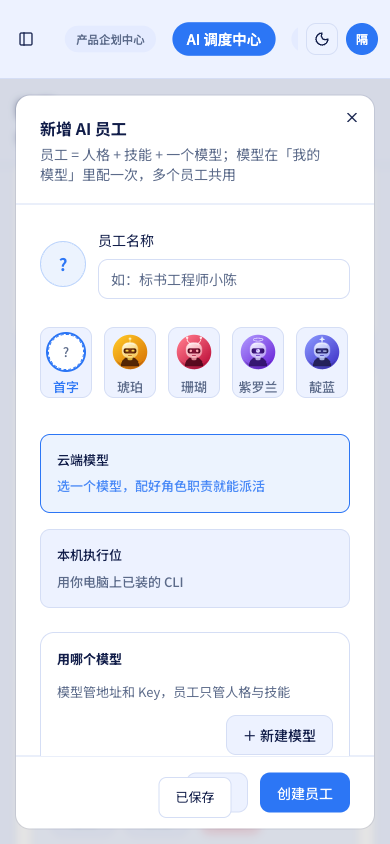 产品企划中心
AI 调度中心
隔
新增 AI 员工
员工 = 人格 + 技能 + 一个模型；模型在「我的
模型」里配一次，多个员工共用
?
员工名称
如：标书工程师小陈
?
首字
琥珀
珊瑚
紫罗兰
靛蓝
云端模型
选一个模型，配好角色职责就能派活
本机执行位
用你电脑上已装的 CLI
用哪个模型
模型管地址和 Key，员工只管人格与技能
＋ 新建模型
已保存
创建员工